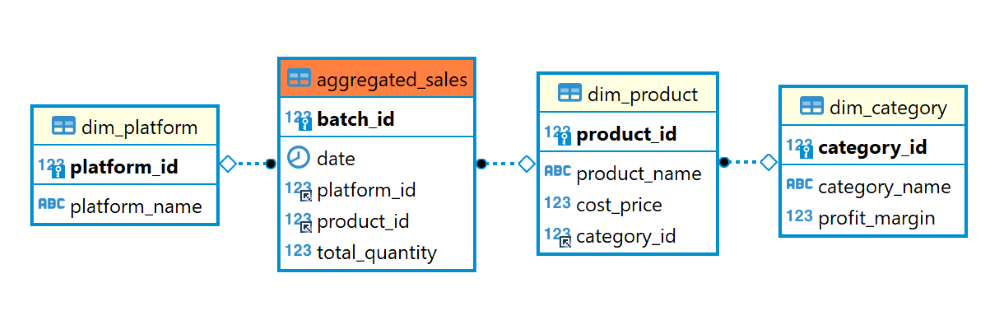 dim_platform
123 platform_id
ABC platform_name
aggregated_sales
123 batch_id
date
123 platform_id
123 product_id
123 total_quantity
dim_product
123 product_id
ABC product_name
123 cost_price
123 category_id
dim_category
123 category_id
ABC category_name
123 profit_margin